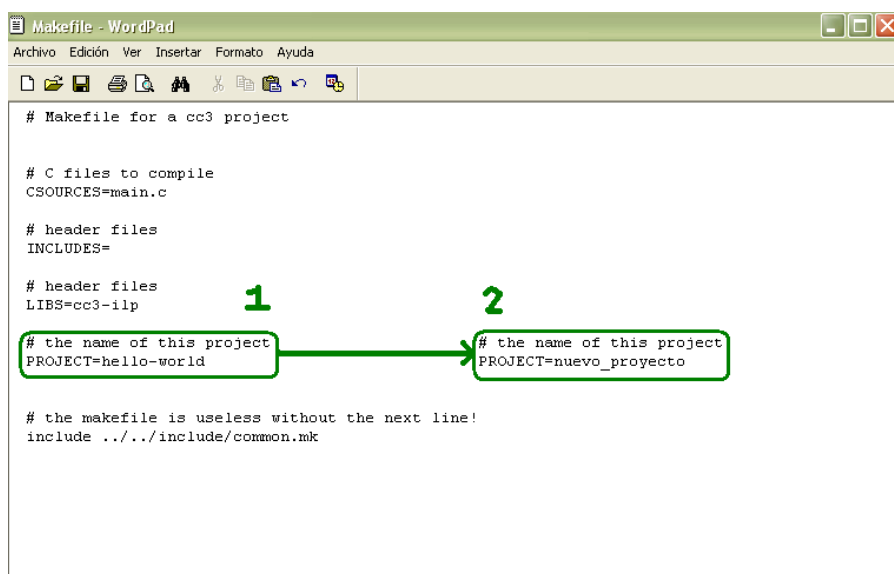 Makefile - WordPad
Archivo Edición Ver Insertar Formato Ayuda
# Makefile for a cc3 project
# C files to compile
CSOURCES=main.c
# header files
INCLUDES=
# header files
LIBS=cc3-ilp
1 2
# the name of this project # the name of this project
PROJECT=hello-world PROJECT=nuevo_proyecto
# the makefile is useless without the next line!
include ../../include/common.mk